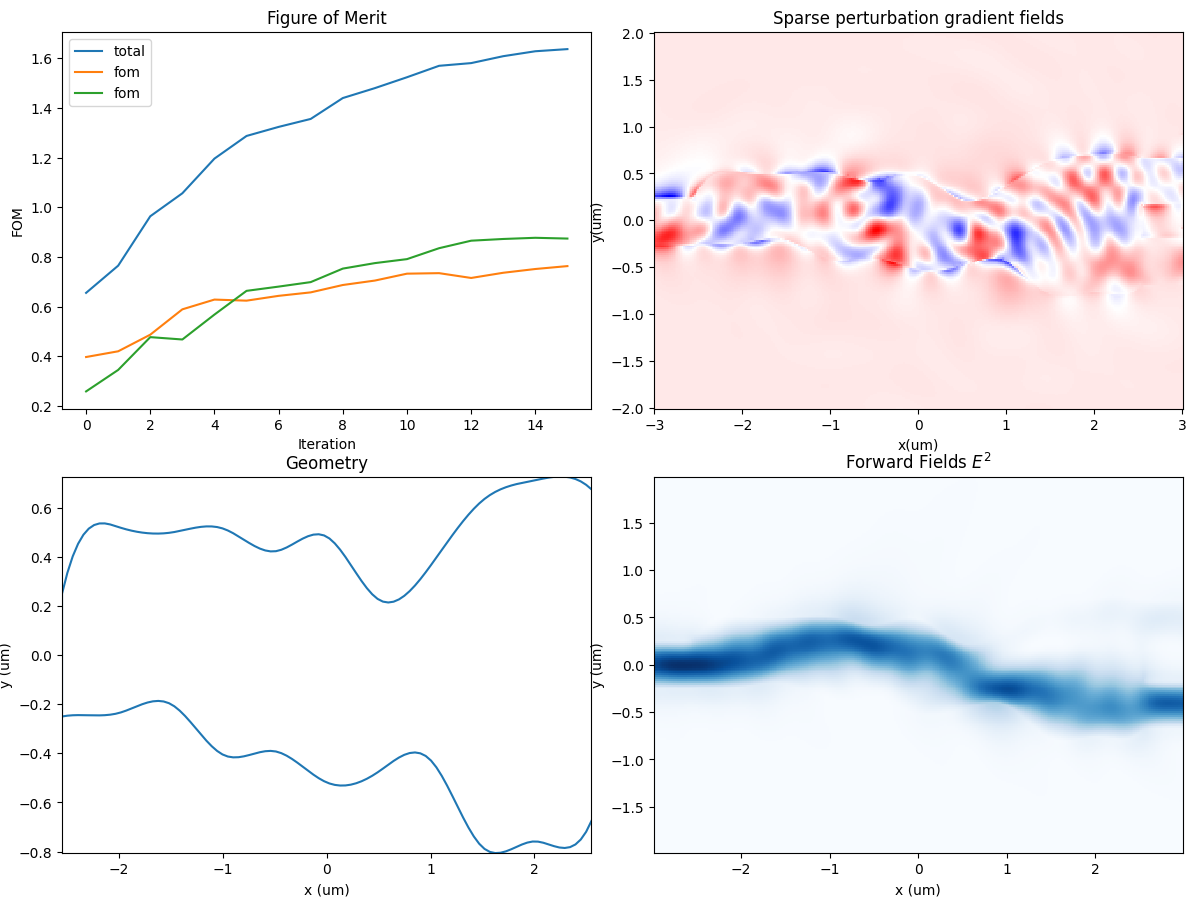 Figure of Merit
total
fom
fom
1.6
1.4
1.2
1.0
0.8
0.6
0.4
0.2
FOM
0 2 4 6 8 10 12 14
Iteration
Sparse perturbation gradient fields
2.0
1.5
1.0
0.5
0.0
−0.5
−1.0
−1.5
−2.0
y(um)
−3 −2 −1 0 1 2 3
x(um)
Geometry
0.6
0.4
0.2
0.0
−0.2
−0.4
−0.6
−0.8
y (um)
−2 −1 0 1 2
x (um)
Forward Fields E²
1.5
1.0
0.5
0.0
−0.5
−1.0
−1.5
y (um)
−2 −1 0 1 2
x (um)